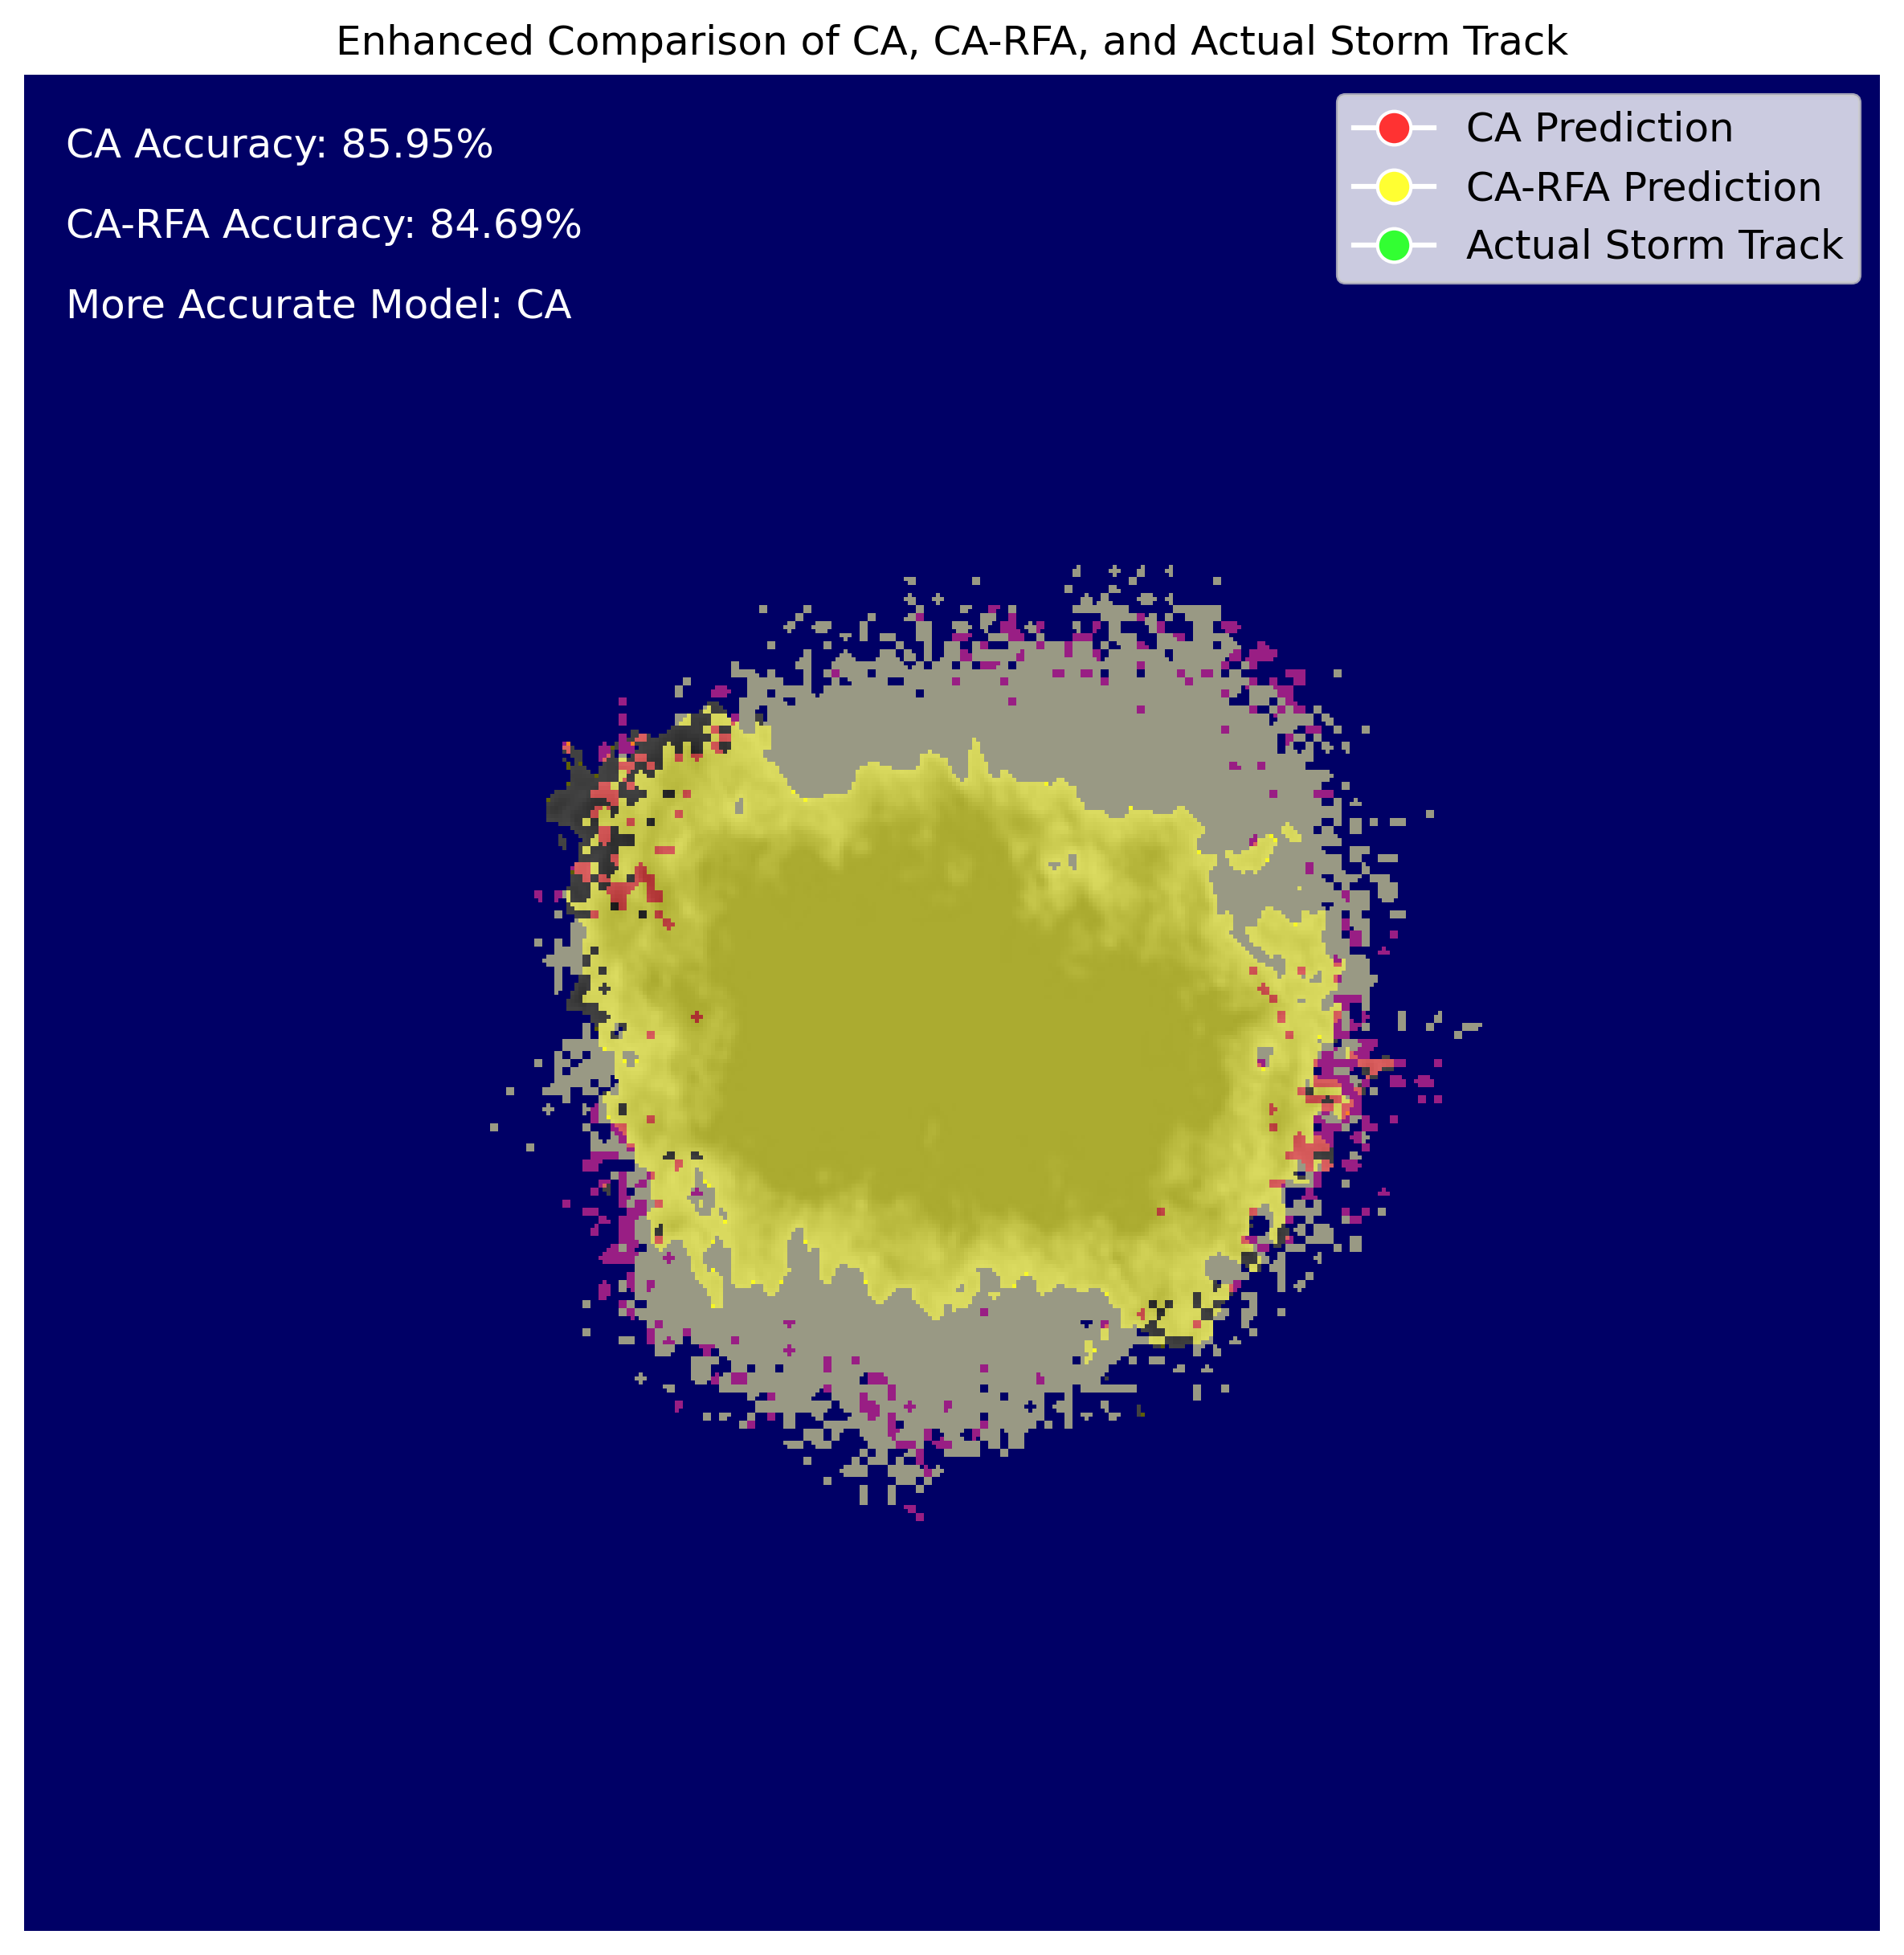 Enhanced Comparison of CA, CA-RFA, and Actual Storm Track
CA Accuracy: 85.95%
CA-RFA Accuracy: 84.69%
More Accurate Model: CA
CA Prediction
CA-RFA Prediction
Actual Storm Track